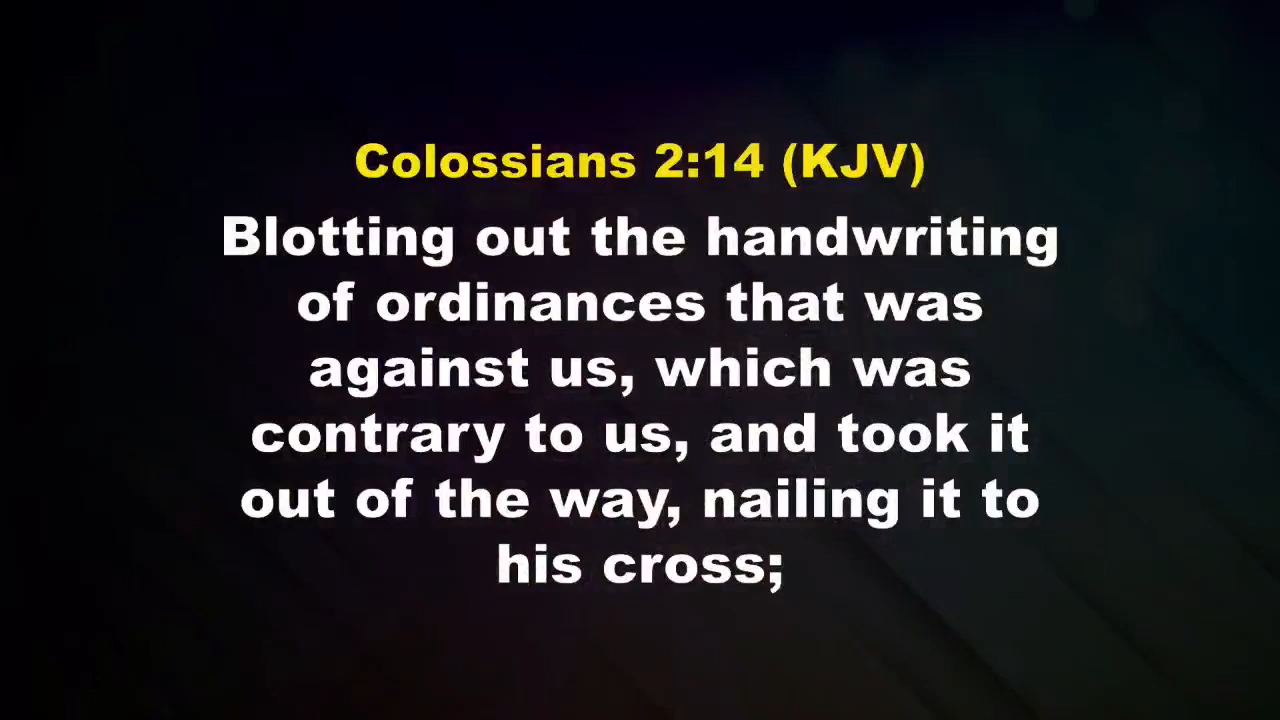 Colossians 2:14 (KJV)
Blotting out the handwriting
of ordinances that was
against us, which was
contrary to us, and took it
out of the way, nailing it to
his cross;